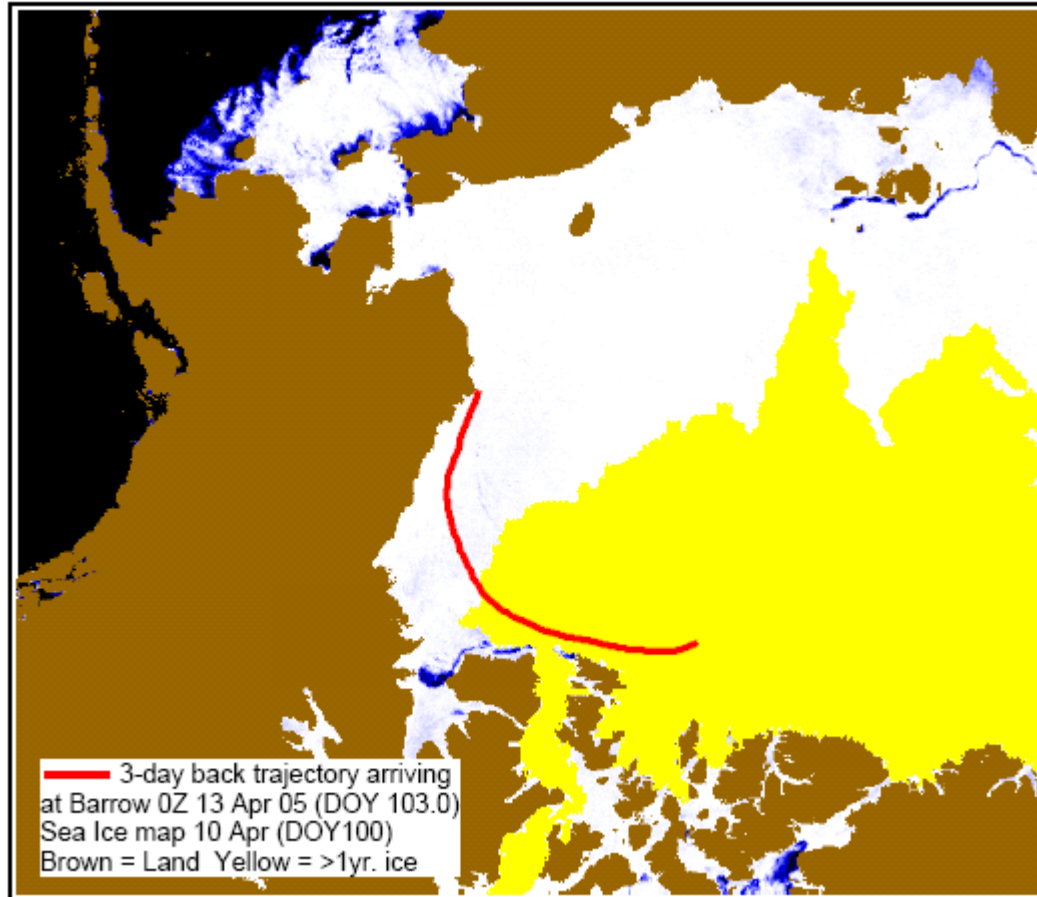 3-day back trajectory arriving
at Barrow 0Z 13 Apr 05 (DOY 103.0)
Sea Ice map 10 Apr (DOY100)
Brown = Land Yellow = >1yr. ice